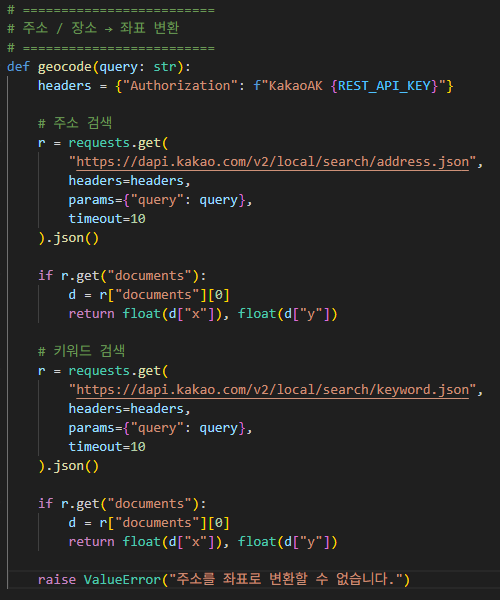 # =========================
# 주소 / 장소 → 좌표 변환
# =========================
def geocode(query: str):
    headers = {"Authorization": f"KakaoAK {REST_API_KEY}"}

    # 주소 검색
    r = requests.get(
        "https://dapi.kakao.com/v2/local/search/address.json",
        headers=headers,
        params={"query": query},
        timeout=10
    ).json()

    if r.get("documents"):
        d = r["documents"][0]
        return float(d["x"]), float(d["y"])

    # 키워드 검색
    r = requests.get(
        "https://dapi.kakao.com/v2/local/search/keyword.json",
        headers=headers,
        params={"query": query},
        timeout=10
    ).json()

    if r.get("documents"):
        d = r["documents"][0]
        return float(d["x"]), float(d["y"])

    raise ValueError("주소를 좌표로 변환할 수 없습니다.")